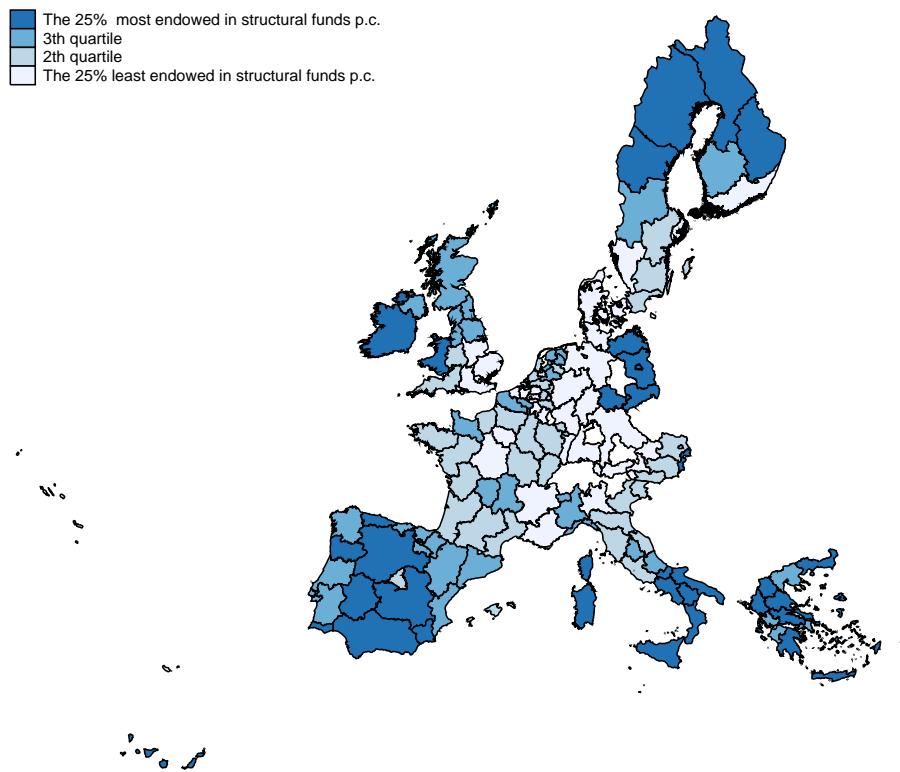 The 25%  most endowed in structural funds p.c.
3th quartile
2th quartile
The 25% least endowed in structural funds p.c.